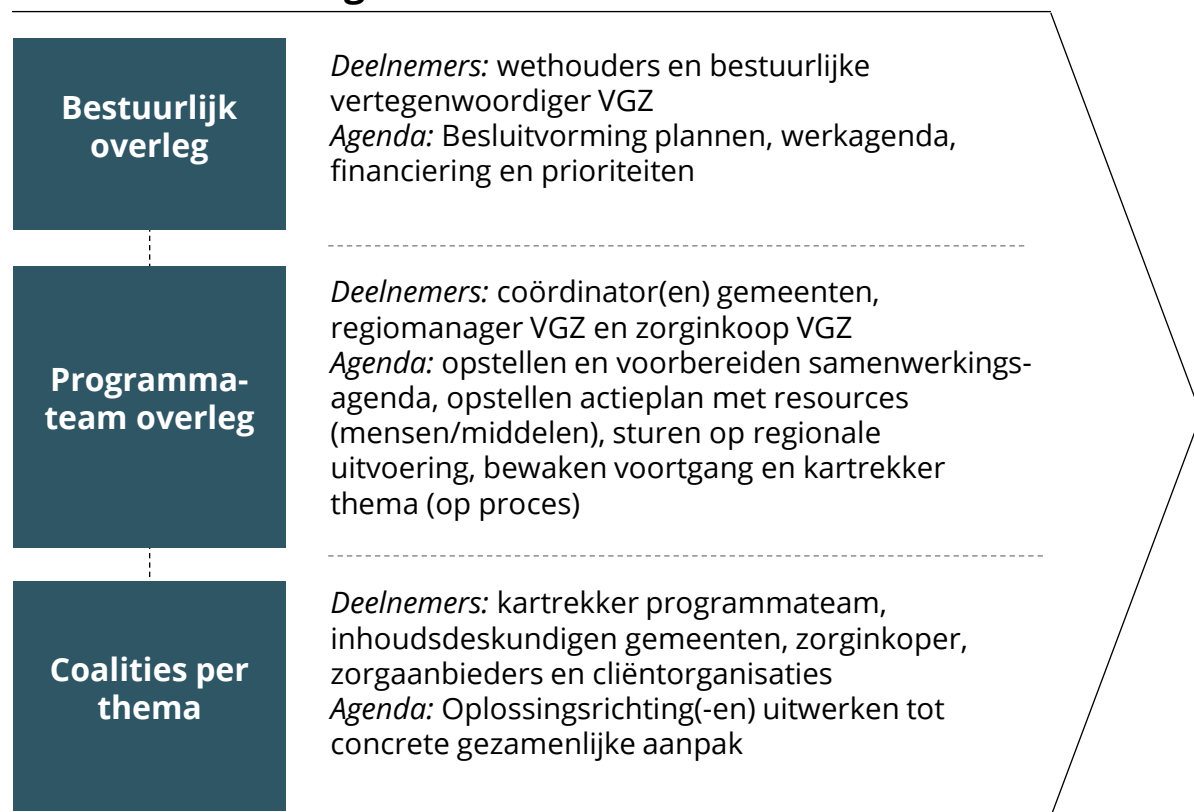 Bestuurlijk
overleg
Deelnemers: wethouders en bestuurlijke
vertegenwoordiger VGZ
Agenda: Besluitvorming plannen, werkagenda,
financiering en prioriteiten
Programma-
team overleg
Deelnemers: coördinator(en) gemeenten,
regiomanager VGZ en zorginkoop VGZ
Agenda: opstellen en voorbereiden samenwerkings-
agenda, opstellen actieplan met resources
(mensen/middelen), sturen op regionale
uitvoering, bewaken voortgang en kartrekker
thema (op proces)
Coalities per
thema
Deelnemers: kartrekker programmateam,
inhoudsdeskundigen gemeenten, zorginkoper,
zorgaanbieders en cliëntorganisaties
Agenda: Oplossingsrichting(-en) uitwerken tot
concrete gezamenlijke aanpak